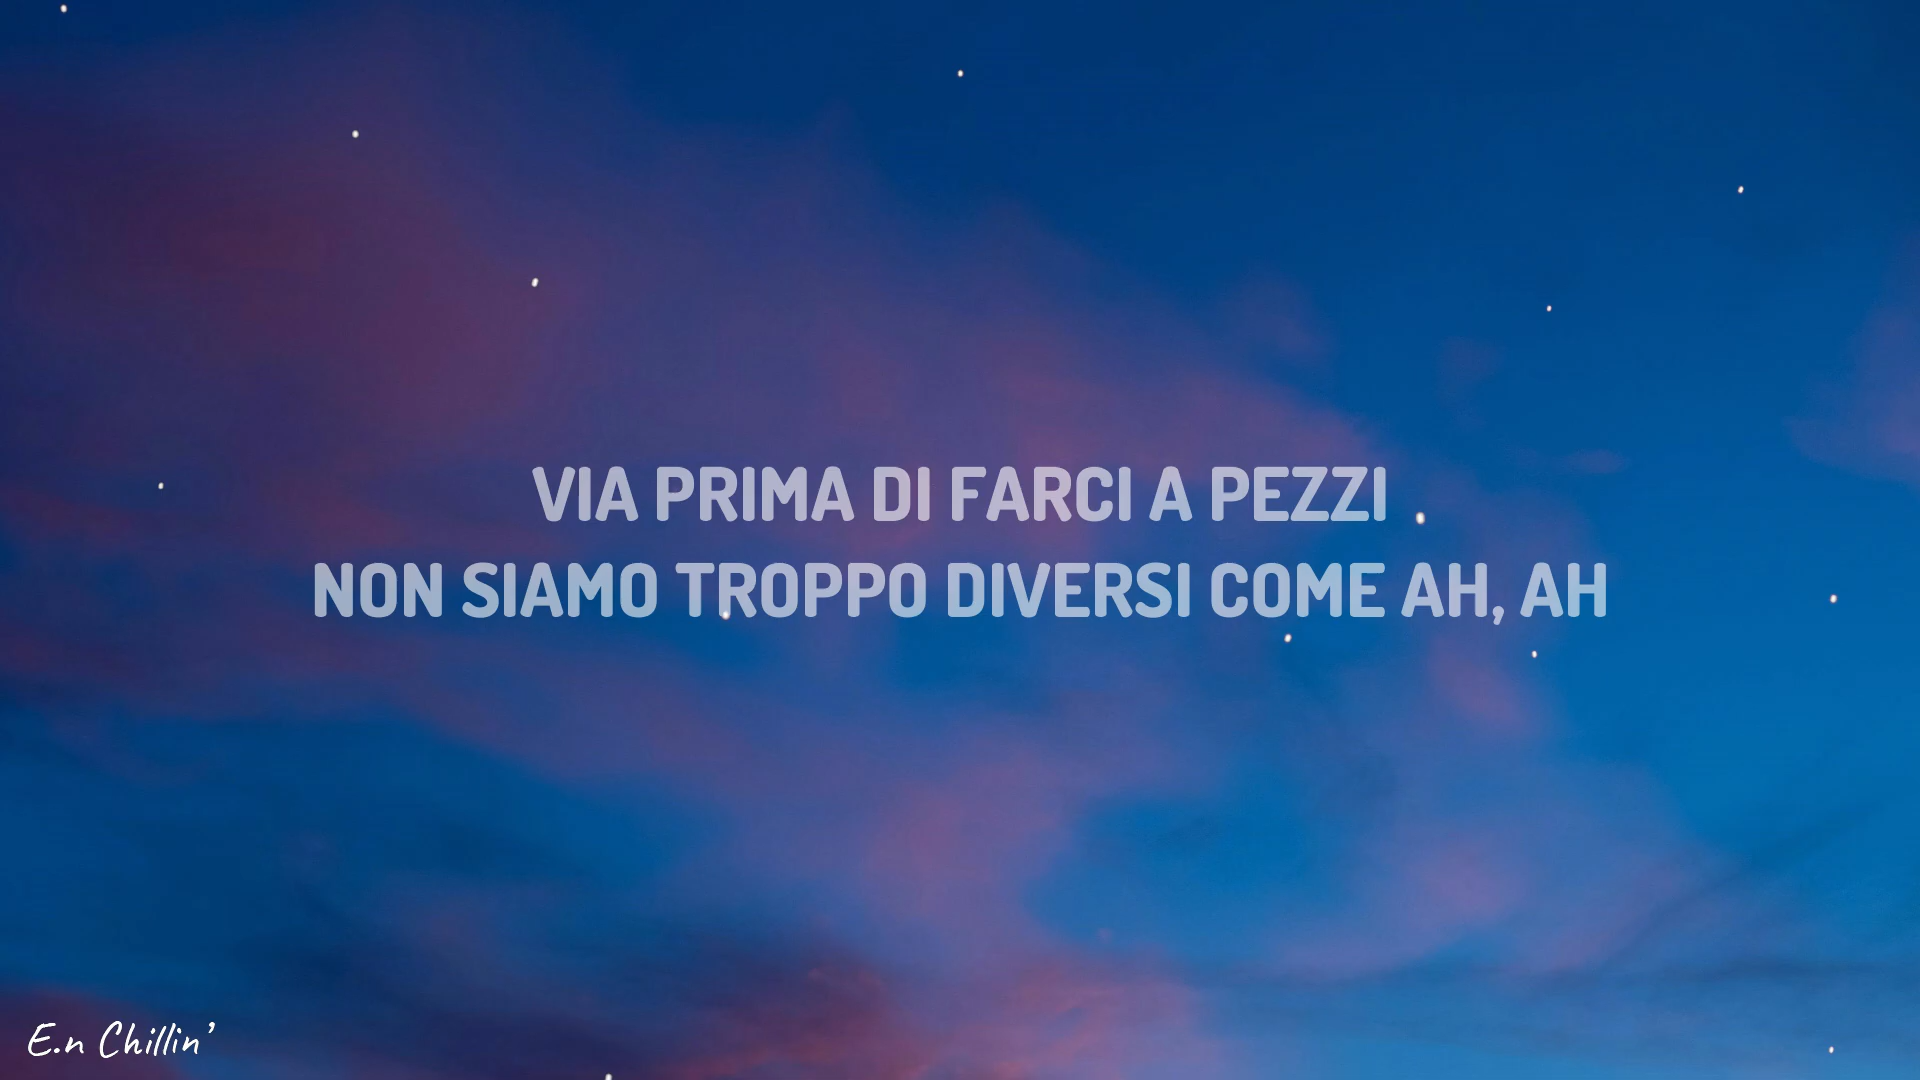 VIA PRIMA DI FARCI A PEZZI
NON SIAMO TROPPO DIVERSI COME AH, AH
E.n Chillin'